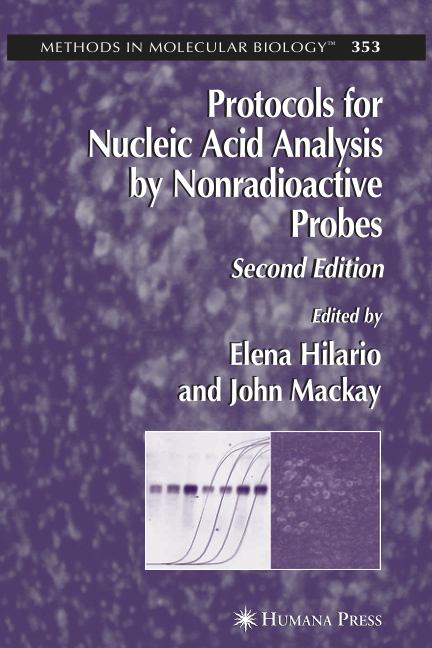 METHODS IN MOLECULAR BIOLOGY™ 353
Protocols for
Nucleic Acid Analysis
by Nonradioactive
Probes
Second Edition
Edited by
Elena Hilario
and John Mackay
HUMANA PRESS